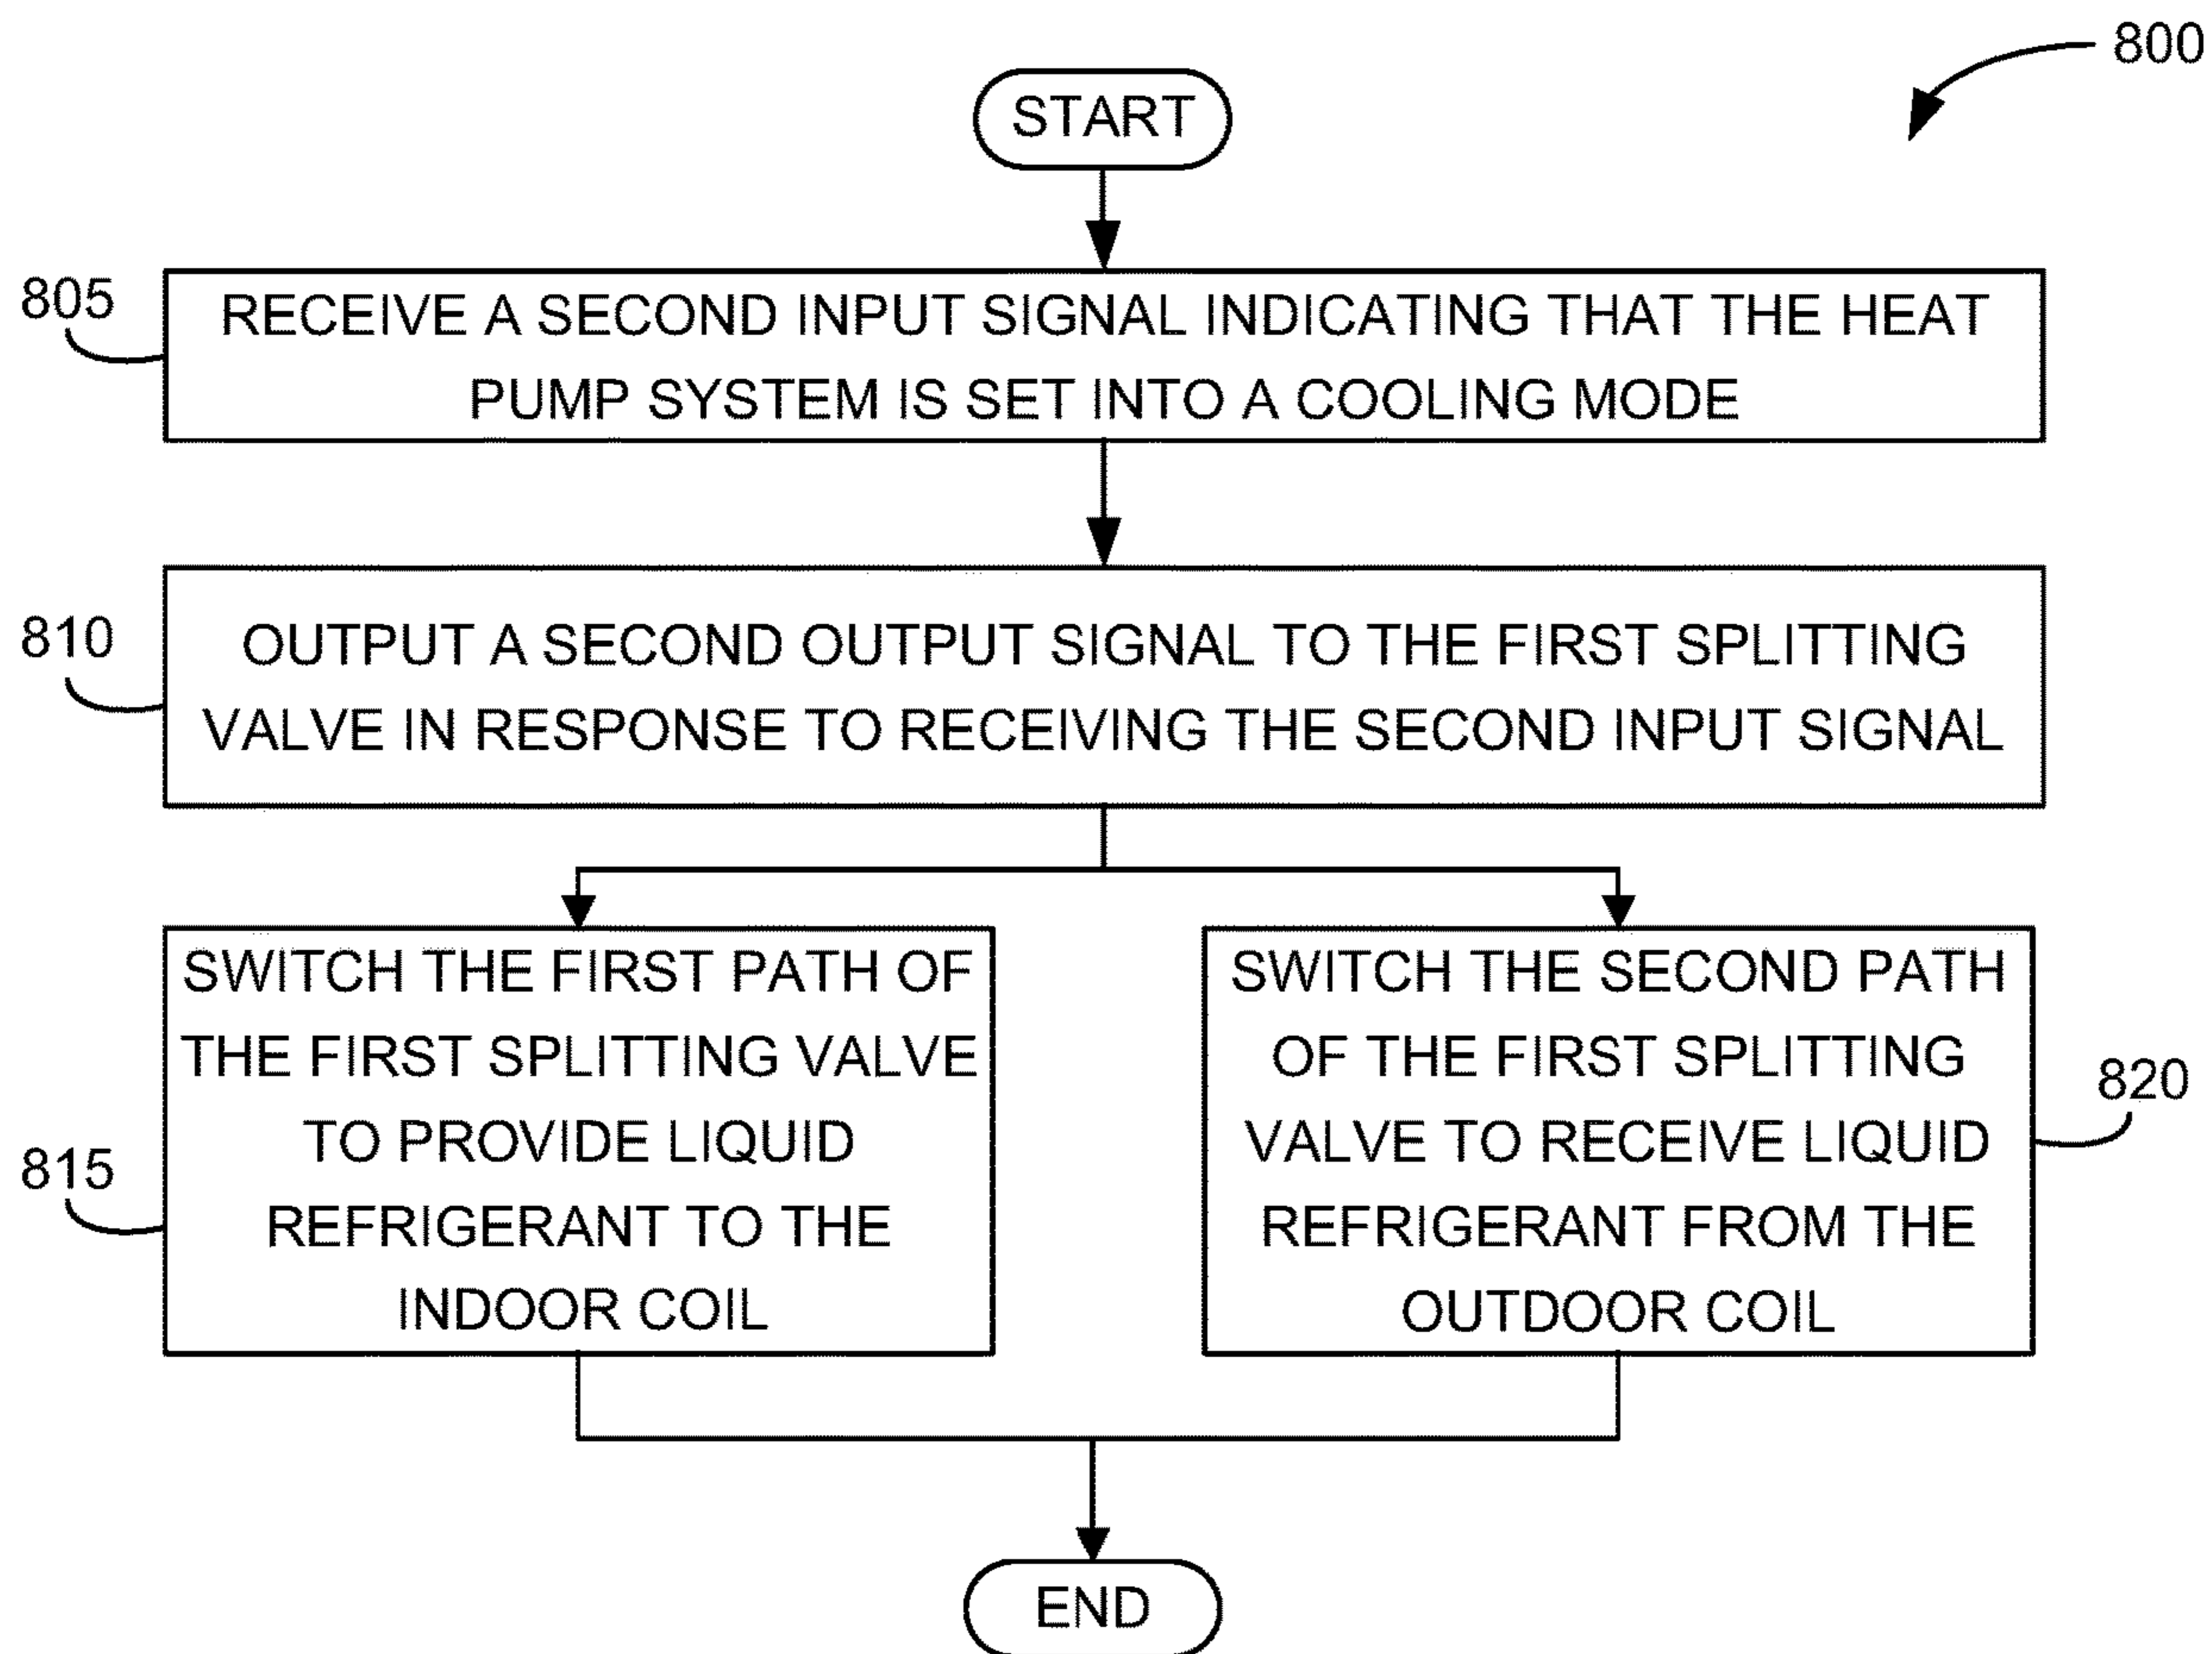 800
START
805
RECEIVE A SECOND INPUT SIGNAL INDICATING THAT THE HEAT
PUMP SYSTEM IS SET INTO A COOLING MODE
810
OUTPUT A SECOND OUTPUT SIGNAL TO THE FIRST SPLITTING
VALVE IN RESPONSE TO RECEIVING THE SECOND INPUT SIGNAL
815
SWITCH THE FIRST PATH OF
THE FIRST SPLITTING VALVE
TO PROVIDE LIQUID
REFRIGERANT TO THE
INDOOR COIL
SWITCH THE SECOND PATH
OF THE FIRST SPLITTING
VALVE TO RECEIVE LIQUID
REFRIGERANT FROM THE
OUTDOOR COIL
820
END